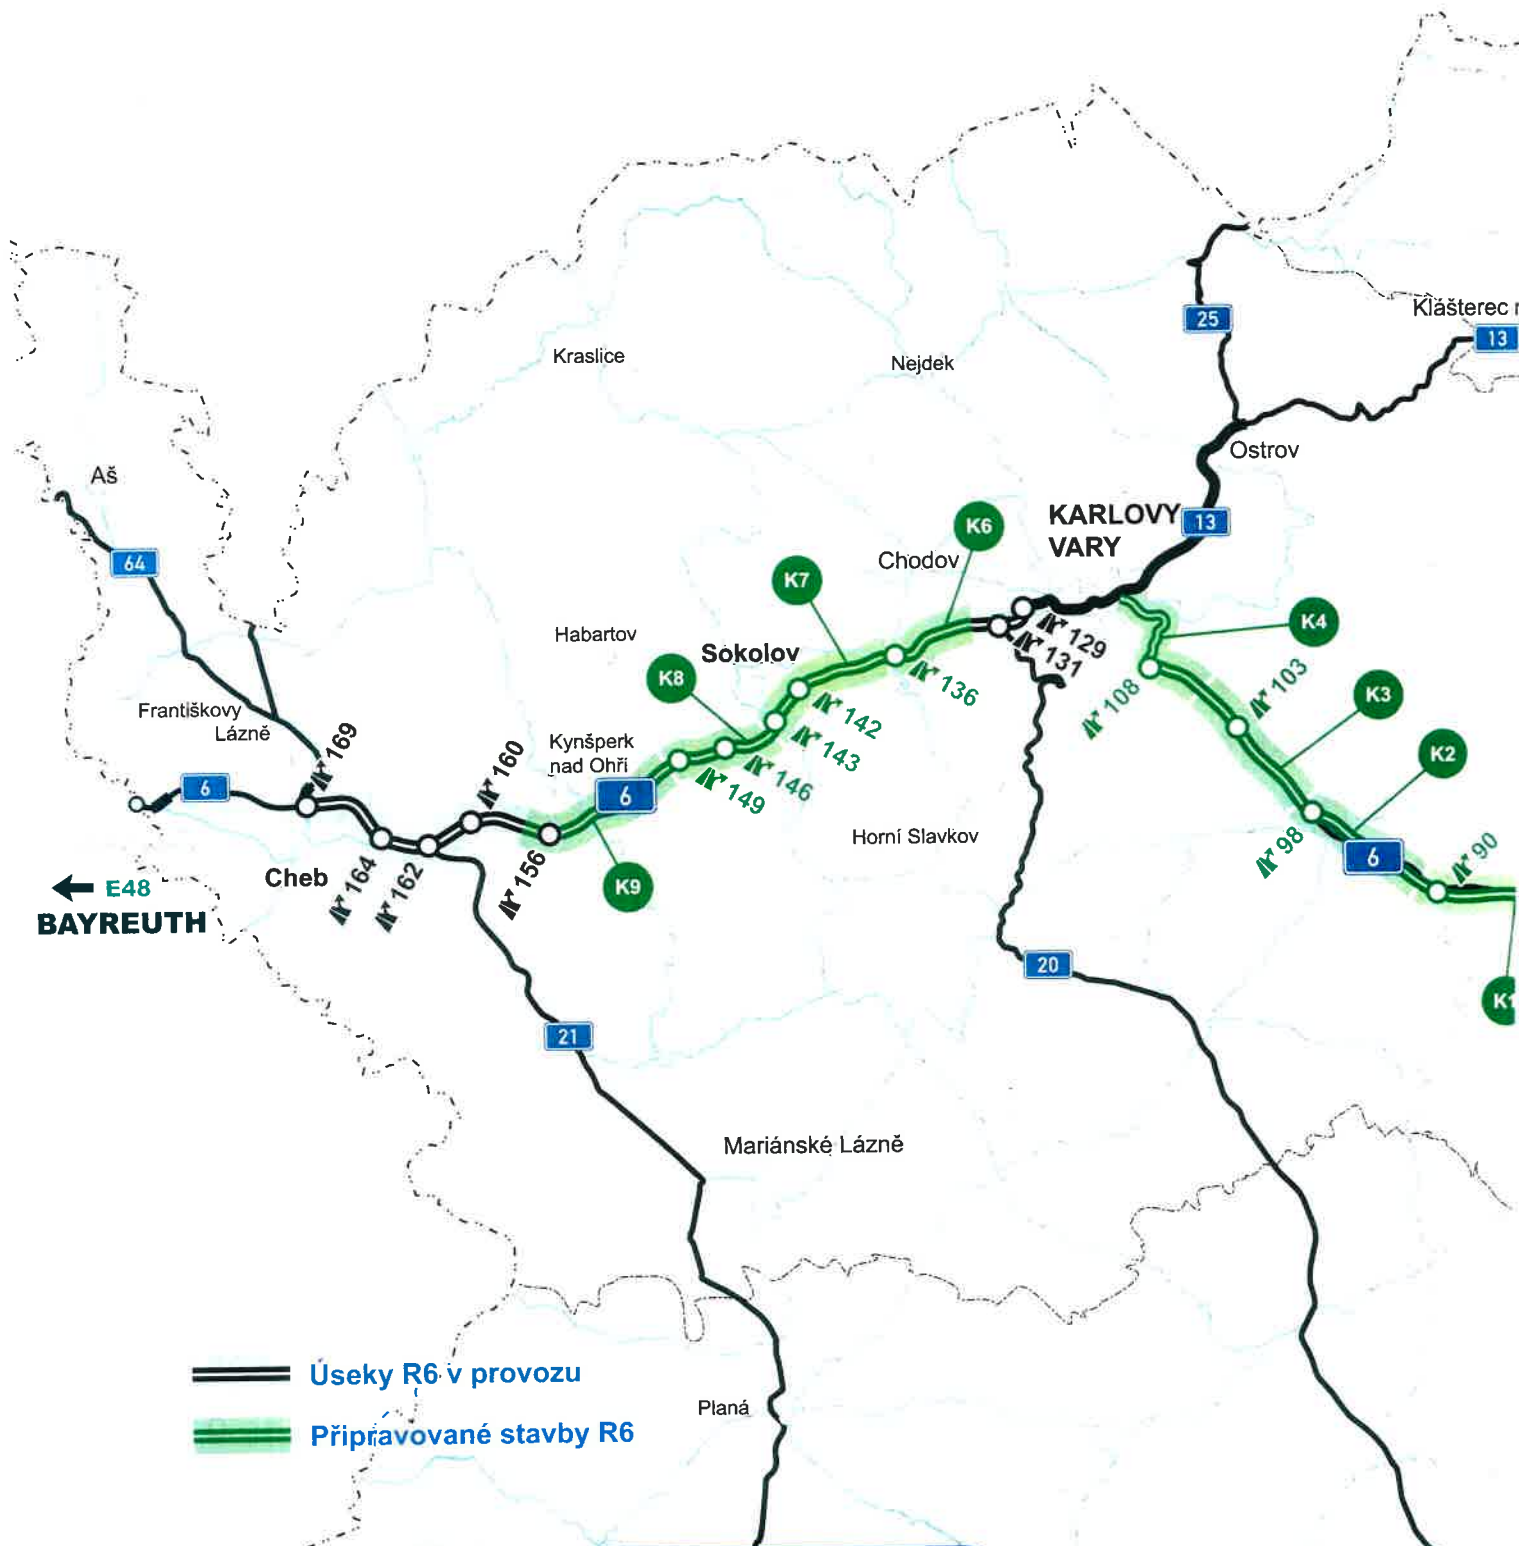 Klášterec n
25
13
Kraslice
Nejdek
Ostrov
Aš
KARLOVY
VARY
13
K6
Chodov
64
K7
K4
Habartov
129
131
Sokolov
K8
136
103
108
K3
142
Františkovy
Lázně
143
Kynšperk
nad Ohří
169
160
146
149
K2
6
6
Horní Slavkov
98
6
90
156
Cheb
164
162
K9
E48
BAYREUTH
20
K1
21
Mariánské Lázně
Úseky R6 v provozu
Planá
Připravované stavby R6